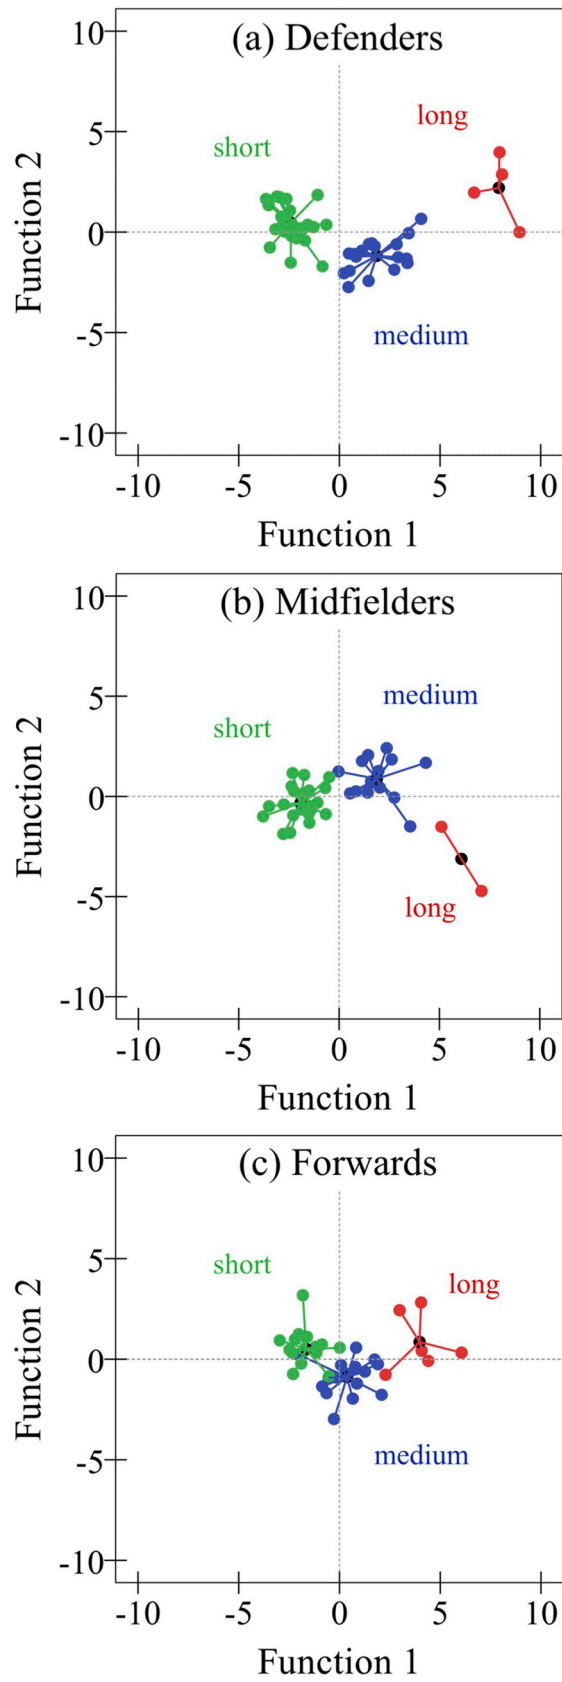 (a) Defenders
10
5
0
-5
-10
Function 2
short
long
medium
-10 -5 0 5 10
Function 1
(b) Midfielders
10
5
0
-5
-10
Function 2
short
medium
long
-10 -5 0 5 10
Function 1
(c) Forwards
10
5
0
-5
-10
Function 2
short
long
medium
-10 -5 0 5 10
Function 1